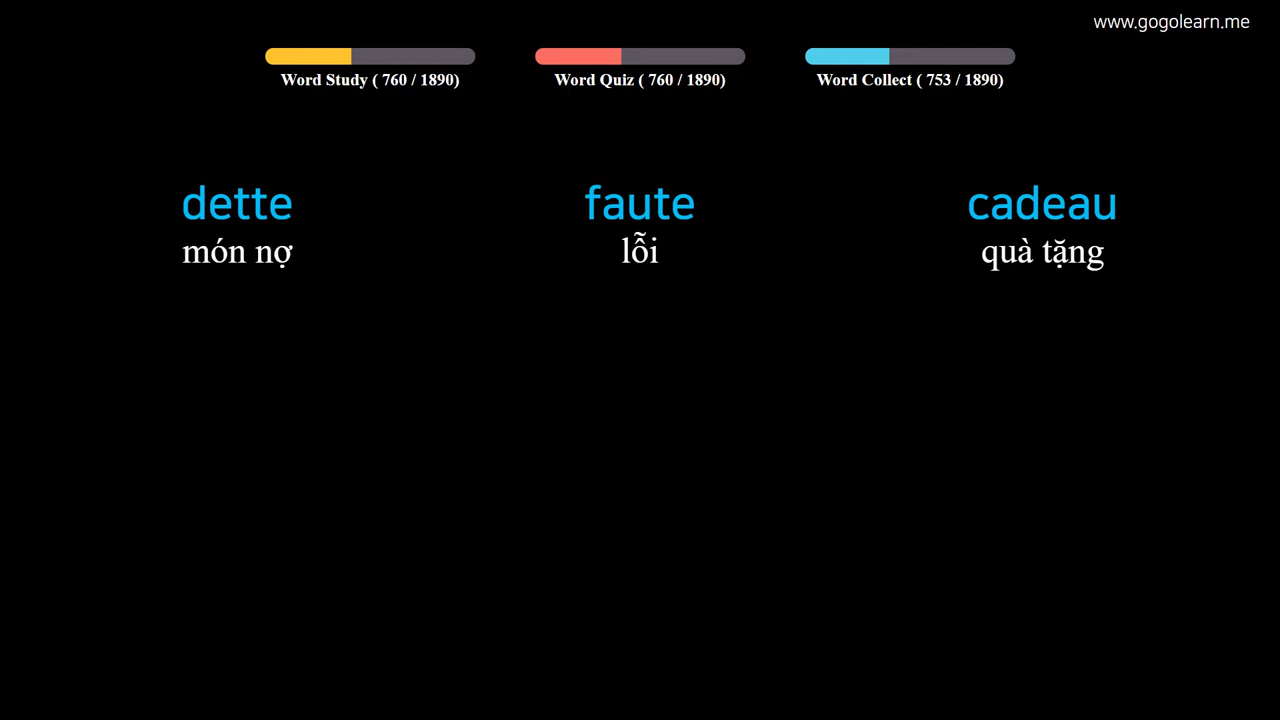 www.gogolearn.me
Word Study ( 760 / 1890)
Word Quiz ( 760 / 1890)
Word Collect ( 753 / 1890)
dette
faute
cadeau
món nợ
lỗi
quà tặng